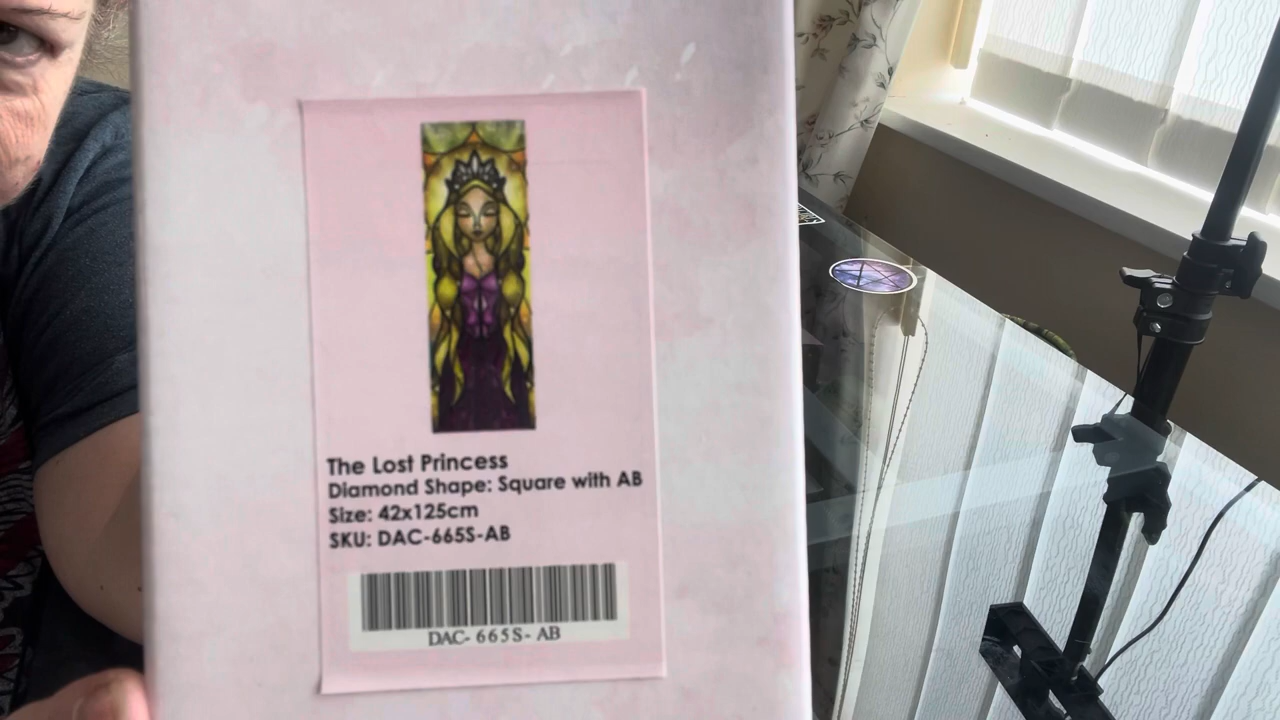 The Lost Princess
Diamond Shape: Square with AB
Size: 42x125cm
SKU: DAC-665S-AB
DAC- 665S- AB